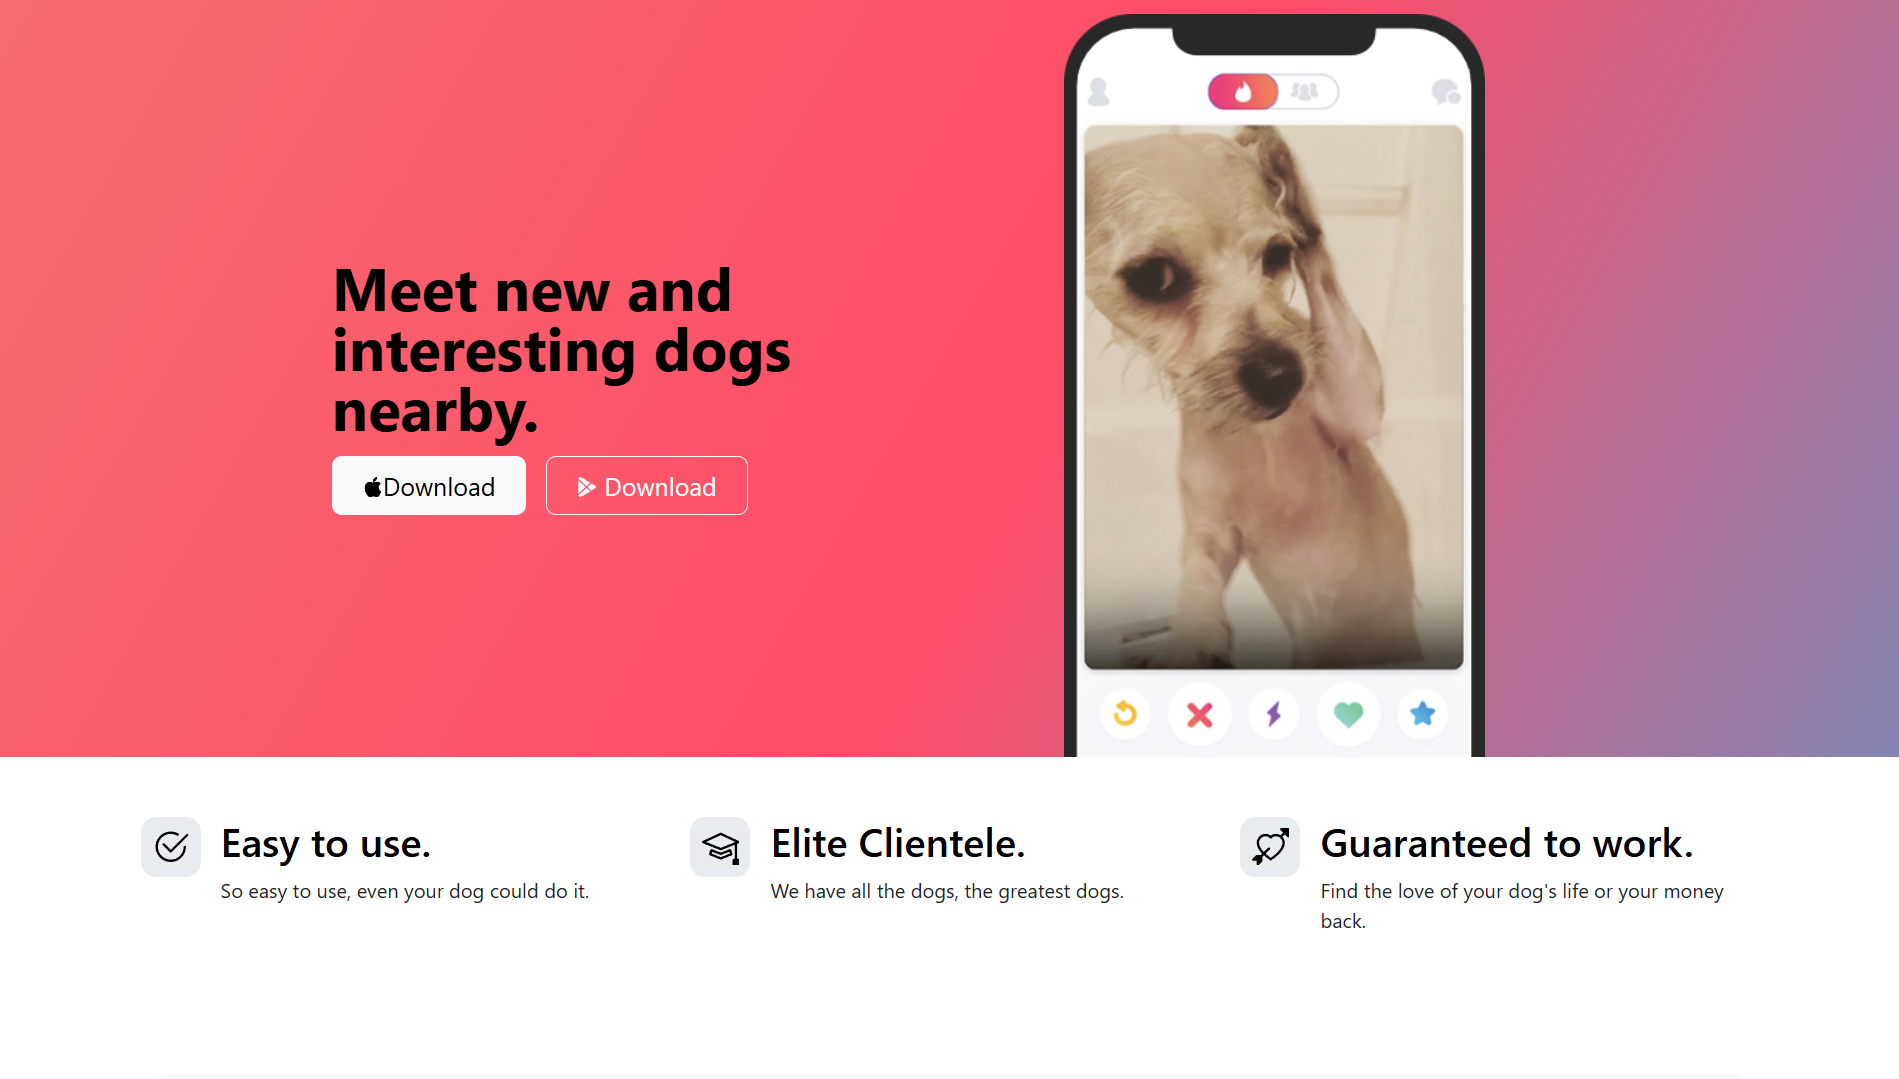 Meet new and
interesting dogs
nearby.
Download
Download
Easy to use.
So easy to use, even your dog could do it.
Elite Clientele.
We have all the dogs, the greatest dogs.
Guaranteed to work.
Find the love of your dog's life or your money
back.